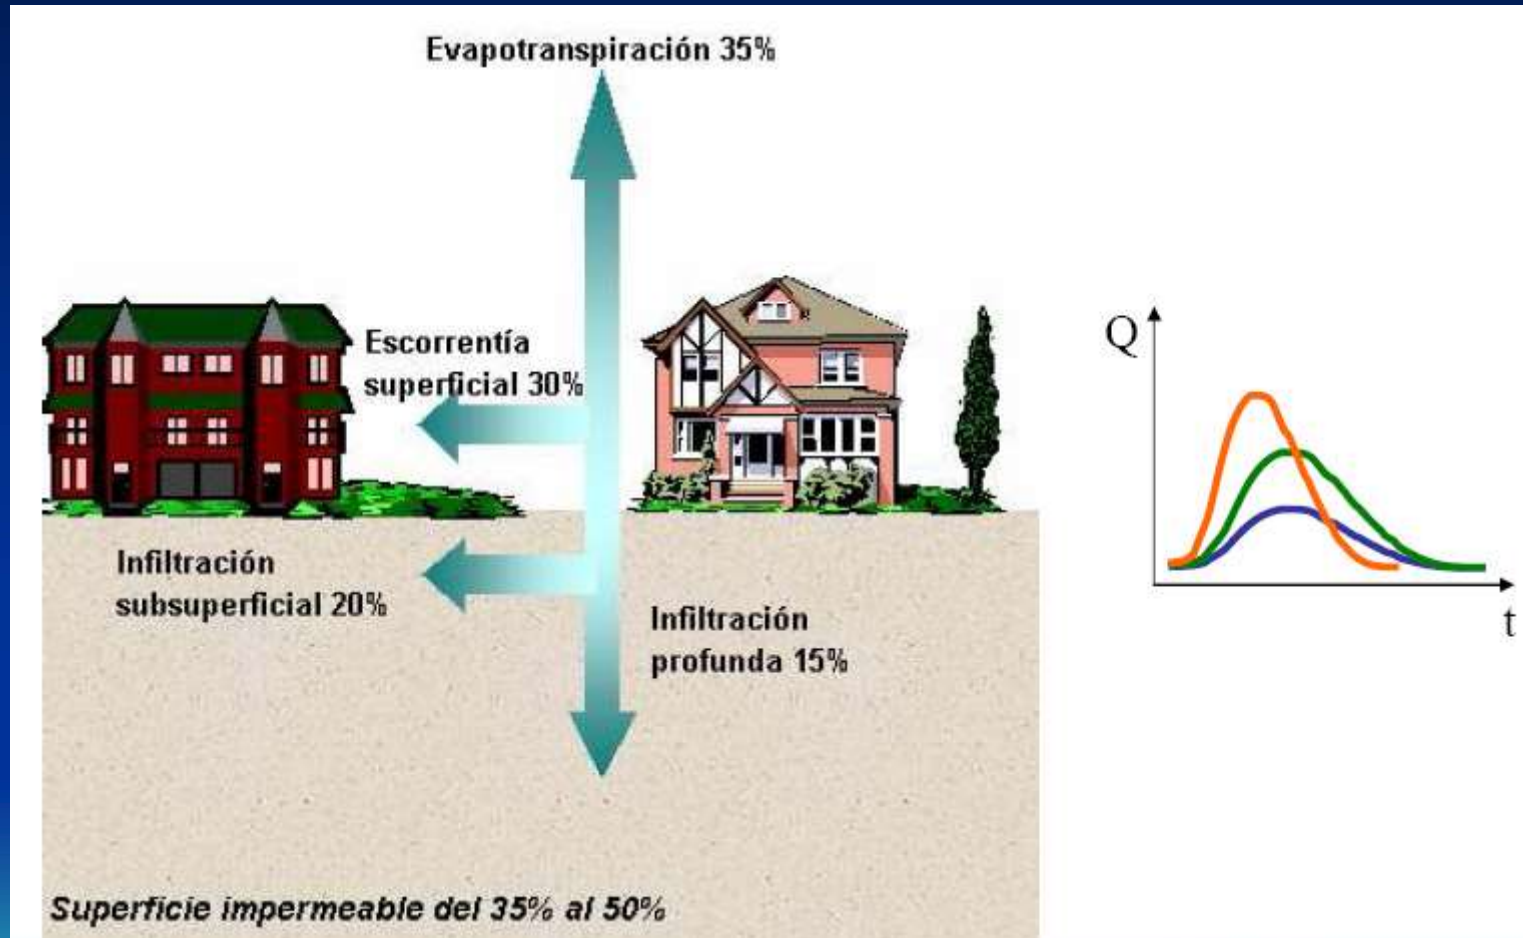 Evapotranspiración 35%
Escorrentía
superficial 30%
Infiltración
subsuperficial 20%
Infiltración
profunda 15%
Superficie impermeable del 35% al 50%
Q
t